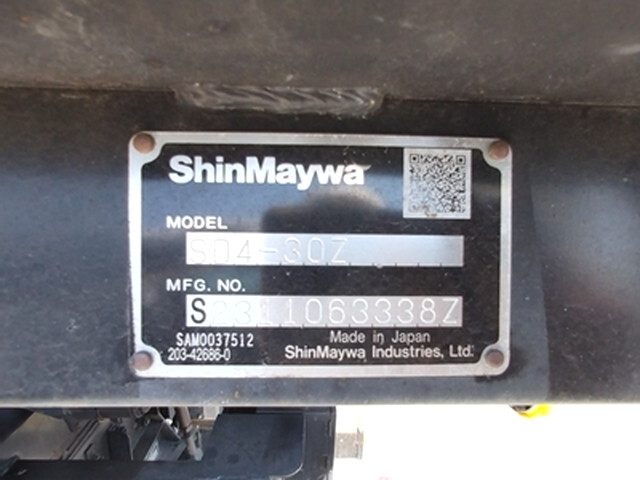 ShinMaywa
MODEL
SD4-30Z
MFG. NO.
S2311063338Z
SAM0037512
Made in Japan
203-42686-0
ShinMaywa Industries, Ltd.